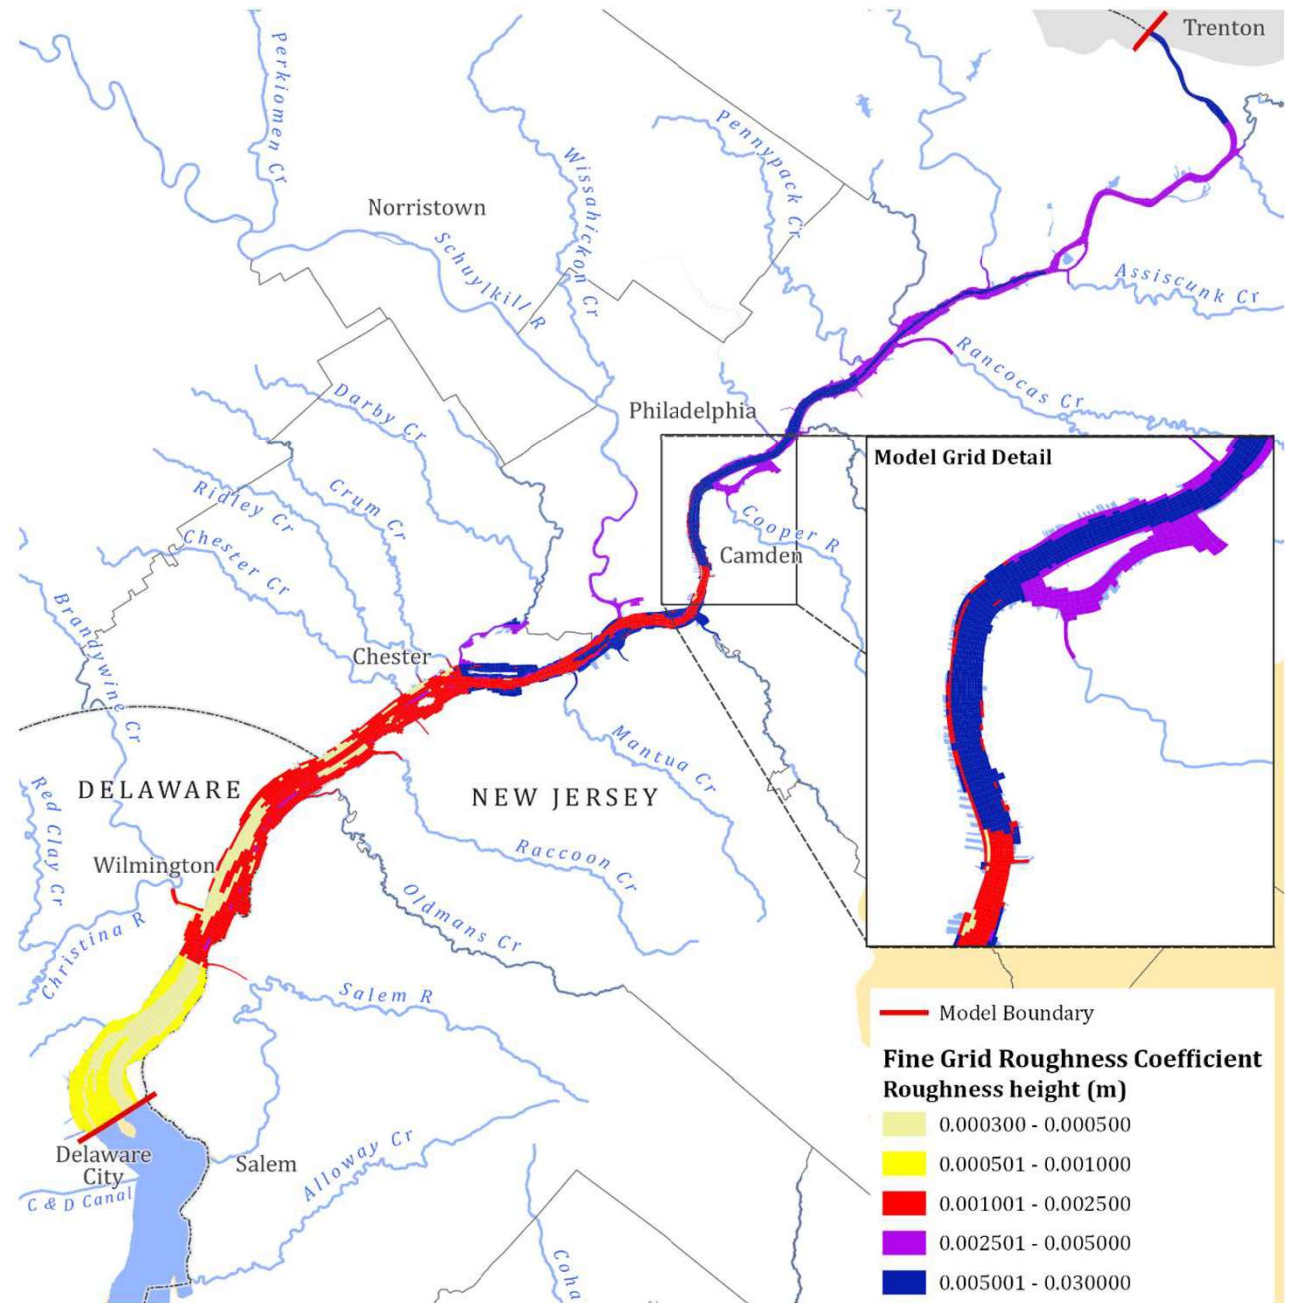 Trenton
Perkiomen Cr
Wissahickon Cr
Pennypack Cr
Norristown
Schuylkill R
Assiscunk Cr
Rancocas Cr
Darby Cr
Philadelphia
Model Grid Detail
Ridley Cr
Crum Cr
Cooper R
Chester Cr
Camden
Brandywine Cr
Chester
Mantua Cr
Red Clay Cr
DELAWARE
NEW JERSEY
Wilmington
Raccoon Cr
Oldmans Cr
Christina R
Salem R
Model Boundary
Fine Grid Roughness Coefficient
Roughness height (m)
0.000300 - 0.000500
0.000501 - 0.001000
0.001001 - 0.002500
0.002501 - 0.005000
0.005001 - 0.030000
Delaware
City
Salem
Alloway Cr
C & D Canal
Coha